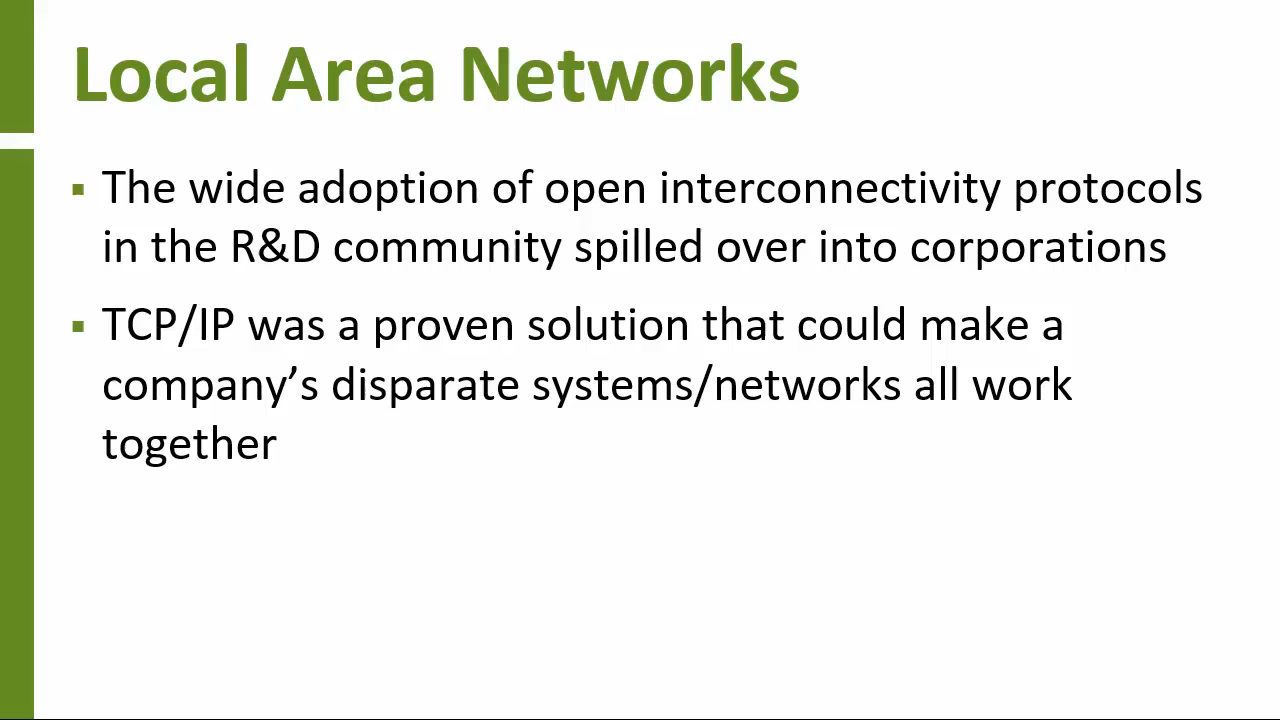 Local Area Networks
▪ The wide adoption of open interconnectivity protocols
in the R&D community spilled over into corporations
▪ TCP/IP was a proven solution that could make a
company’s disparate systems/networks all work
together